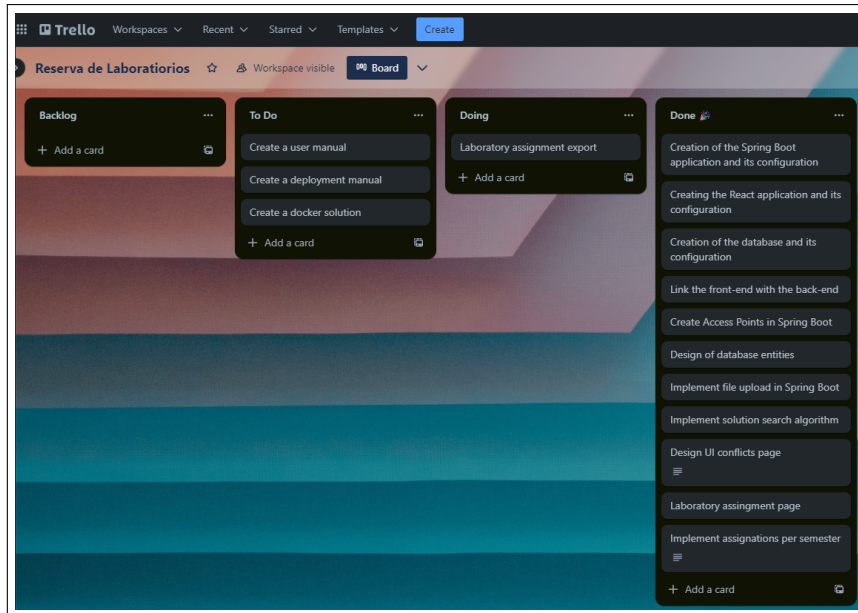 Trello Workspaces Recent Starred Templates Create
Reserva de Laboratiorios Workspace visible Board
Backlog
+ Add a card
To Do
Create a user manual
Create a deployment manual
Create a docker solution
+ Add a card
Doing
Laboratory assignment export
+ Add a card
Done 🎉
Creation of the Spring Boot
application and its configuration
Creating the React application and its
configuration
Creation of the database and its
configuration
Link the front-end with the back-end
Create Access Points in Spring Boot
Design of database entities
Implement file upload in Spring Boot
Implement solution search algorithm
Design UI conflicts page
Laboratory assingment page
Implement assignations per semester
+ Add a card